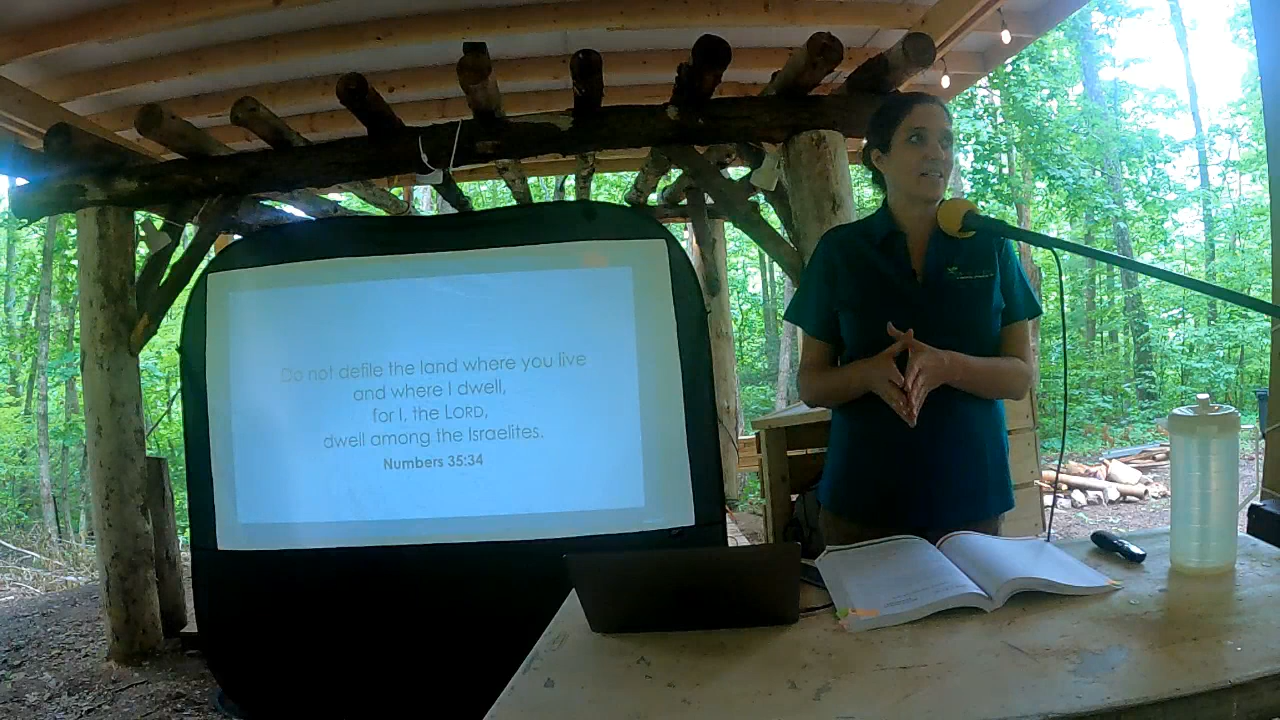 Do not defile the land where you live
and where I dwell,
for I, the LORD,
dwell among the Israelites.
Numbers 35:34